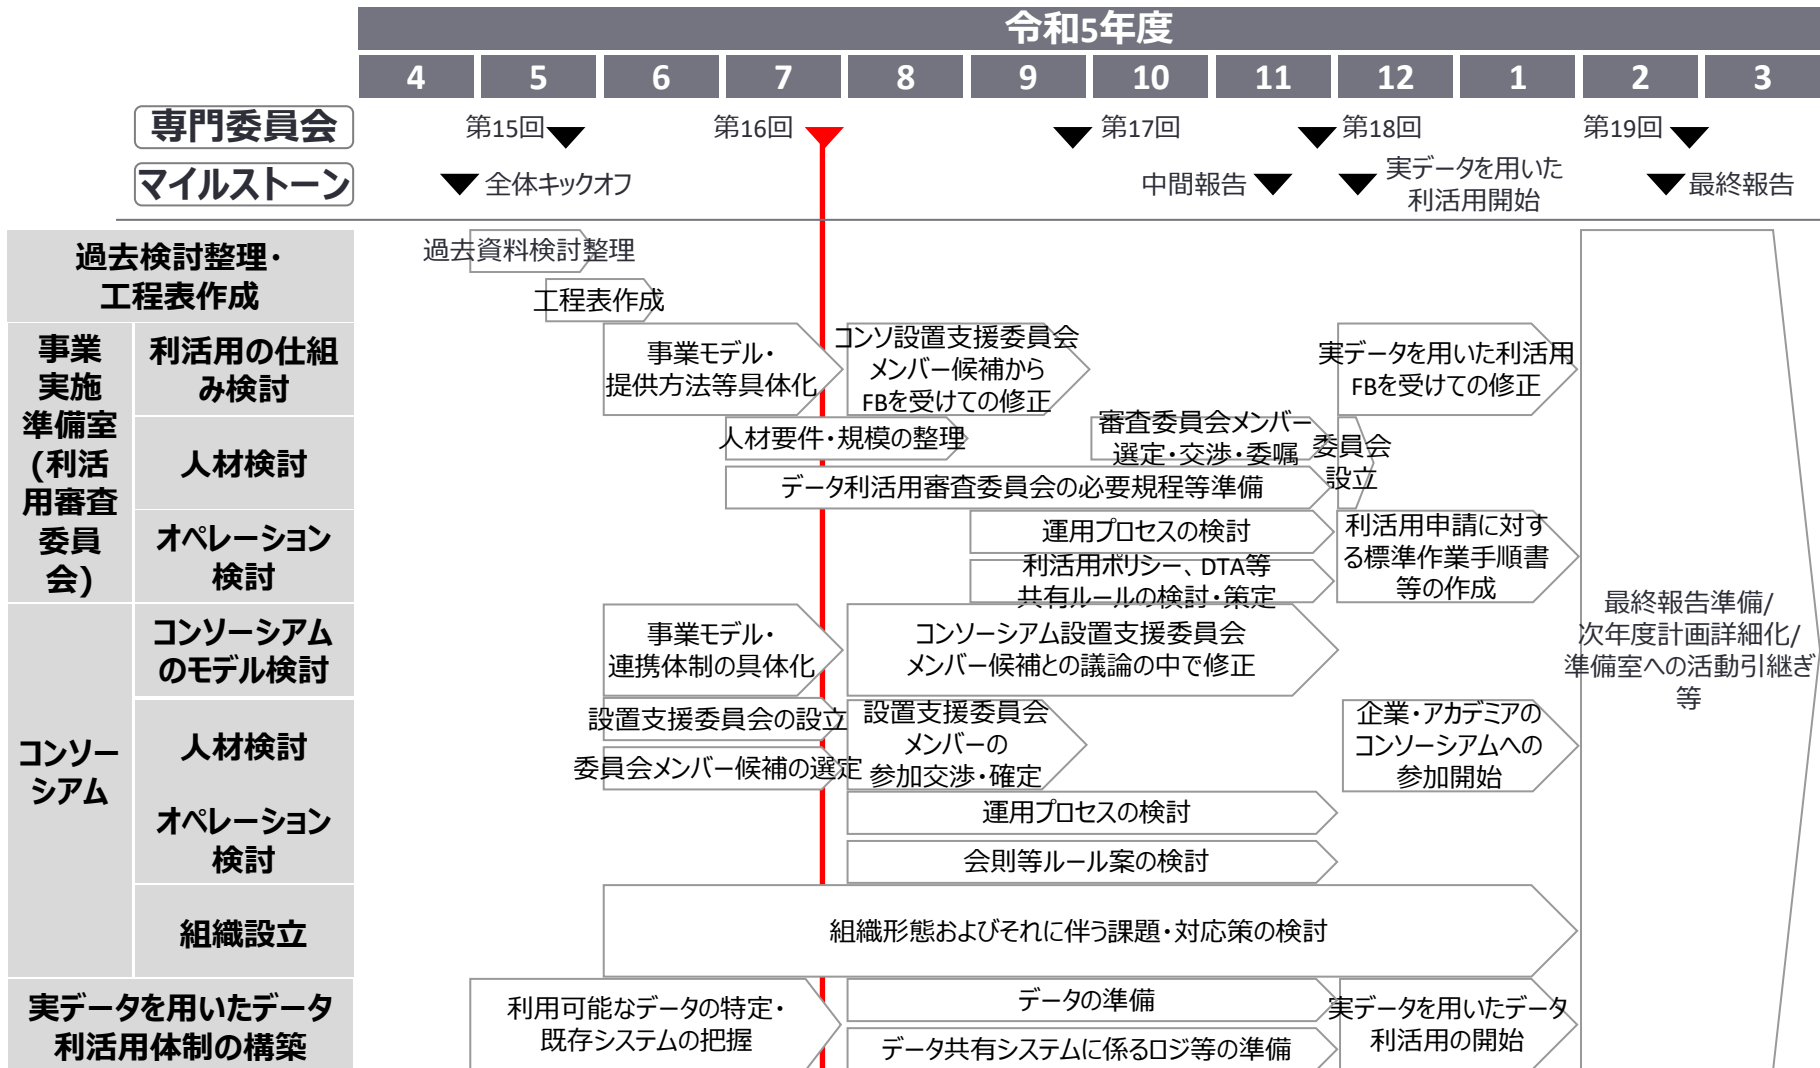 令和5年度
4 5 6 7 8 9 10 11 12 1 2 3
専門委員会
第15回
第16回
第17回
第18回
第19回
マイルストーン
全体キックオフ
中間報告
実データを用いた
利活用開始
最終報告
過去検討整理・
工程表作成
過去資料検討整理
工程表作成
事業
実施
準備室
(利活
用審査
委員
会)
利活用の仕組
み検討
事業モデル・
提供方法等具体化
コンソ設置支援委員会
メンバー候補から
FBを受けての修正
実データを用いた利活用
FBを受けての修正
人材検討
人材要件・規模の整理
審査委員会メンバー
選定・交渉・委嘱
委員会
設立
データ利活用審査委員会の必要規程等準備
オペレーション
検討
運用プロセスの検討
利活用ポリシー、DTA等
共有ルールの検討・策定
利活用申請に対す
る標準作業手順書
等の作成
コンソー
シアム
コンソーシアム
のモデル検討
事業モデル・
連携体制の具体化
コンソーシアム設置支援委員会
メンバー候補との議論の中で修正
人材検討
設置支援委員会の設立
委員会メンバー候補の選定
設置支援委員会
メンバーの
参加交渉・確定
企業・アカデミアの
コンソーシアムへの
参加開始
オペレーション
検討
運用プロセスの検討
会則等ルール案の検討
組織設立
組織形態およびそれに伴う課題・対応策の検討
実データを用いたデータ
利活用体制の構築
利用可能なデータの特定・
既存システムの把握
データの準備
データ共有システムに係るロジ等の準備
実データを用いたデータ
利活用の開始
最終報告準備/
次年度計画詳細化/
準備室への活動引継ぎ
等